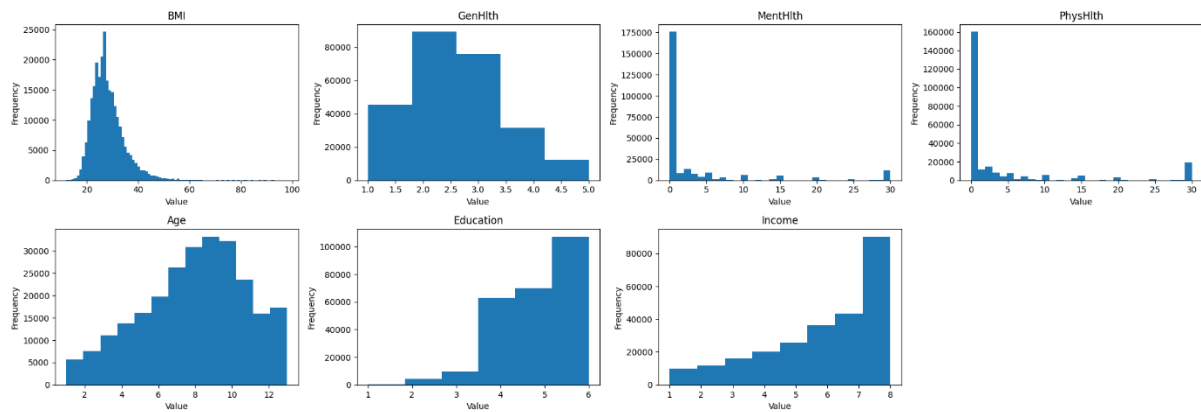 BMI
25000
20000
15000
10000
5000
0
Frequency
20 40 60 80 100
Value
GenHlth
80000
60000
40000
20000
0
Frequency
1.0 1.5 2.0 2.5 3.0 3.5 4.0 4.5 5.0
Value
MentHlth
175000
150000
125000
100000
75000
50000
25000
0
Frequency
0 5 10 15 20 25 30
Value
PhysHlth
160000
140000
120000
100000
80000
60000
40000
20000
0
Frequency
0 5 10 15 20 25 30
Value
Age
30000
25000
20000
15000
10000
5000
0
Frequency
2 4 6 8 10 12
Value
Education
100000
80000
60000
40000
20000
0
Frequency
1 2 3 4 5 6
Value
Income
80000
60000
40000
20000
0
Frequency
1 2 3 4 5 6 7 8
Value